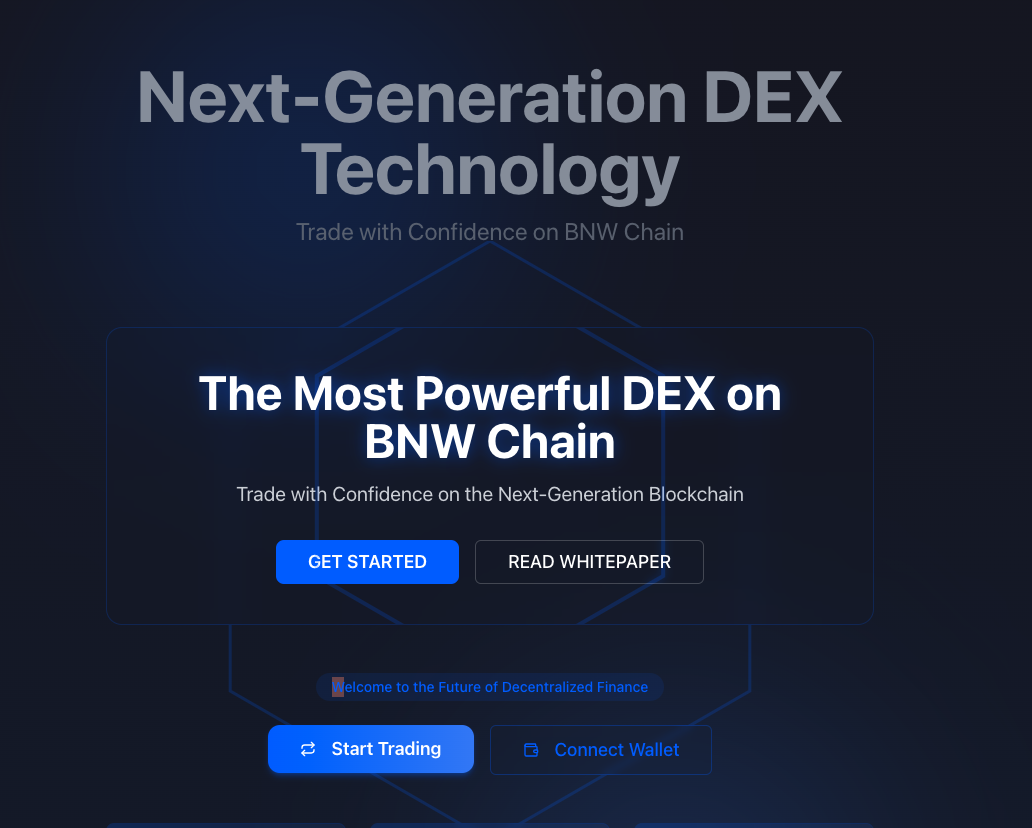 Next-Generation DEX
Technology
Trade with Confidence on BNW Chain
The Most Powerful DEX on
BNW Chain
Trade with Confidence on the Next-Generation Blockchain
GET STARTED
READ WHITEPAPER
Welcome to the Future of Decentralized Finance
Start Trading
Connect Wallet